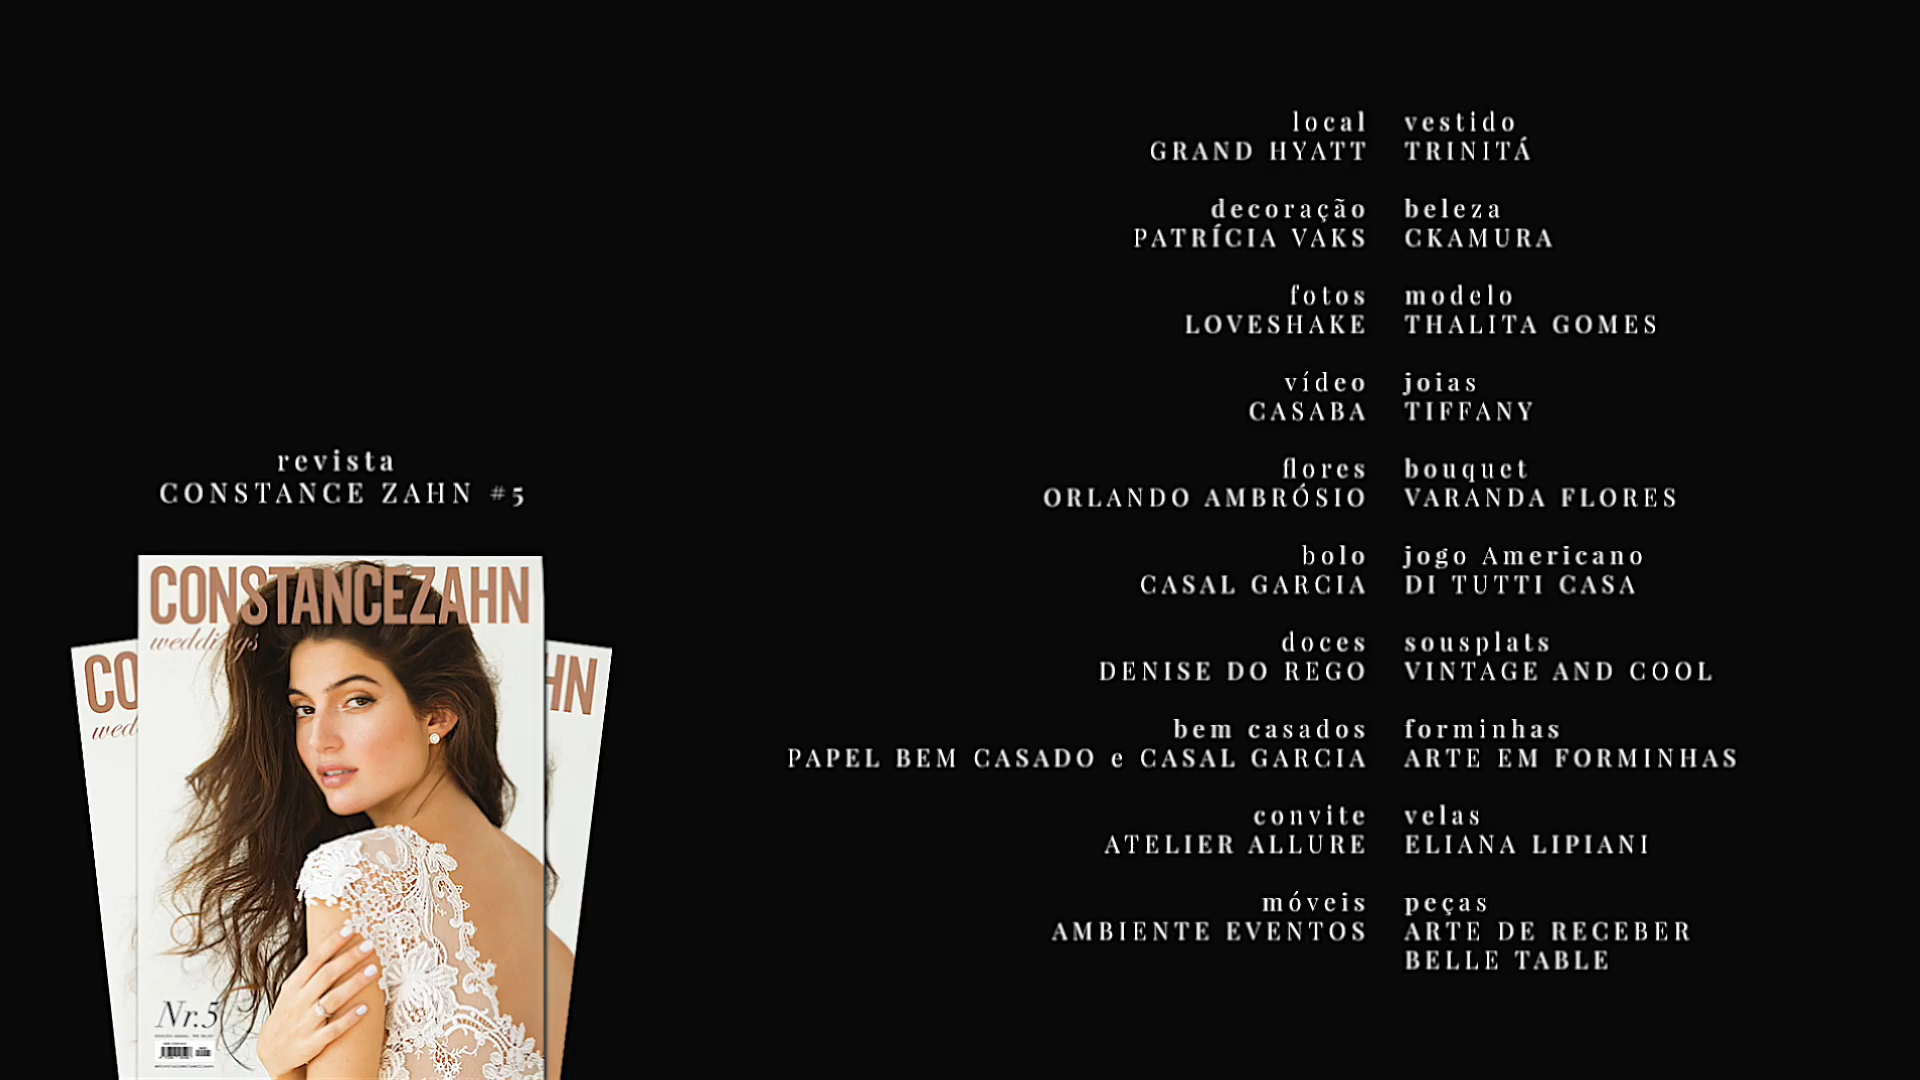 revista
CONSTANCE ZAHN #5
CONSTANCEZAHN
weddings
CO
wed
HN
Nr.5
local
GRAND HYATT
decoração
PATRÍCIA VAKS
fotos
LOVESHAKE
vídeo
CASABA
flores
ORLANDO AMBRÓSIO
bolo
CASAL GARCIA
doces
DENISE DO REGO
bem casados
PAPEL BEM CASADO e CASAL GARCIA
convite
ATELIER ALLURE
móveis
AMBIENTE EVENTOS
vestido
TRINITÁ
beleza
CKAMURA
modelo
THALITA GOMES
joias
TIFFANY
bouquet
VARANDA FLORES
jogo Americano
DI TUTTI CASA
sousplats
VINTAGE AND COOL
forminhas
ARTE EM FORMINHAS
velas
ELIANA LIPIANI
peças
ARTE DE RECEBER
BELLE TABLE